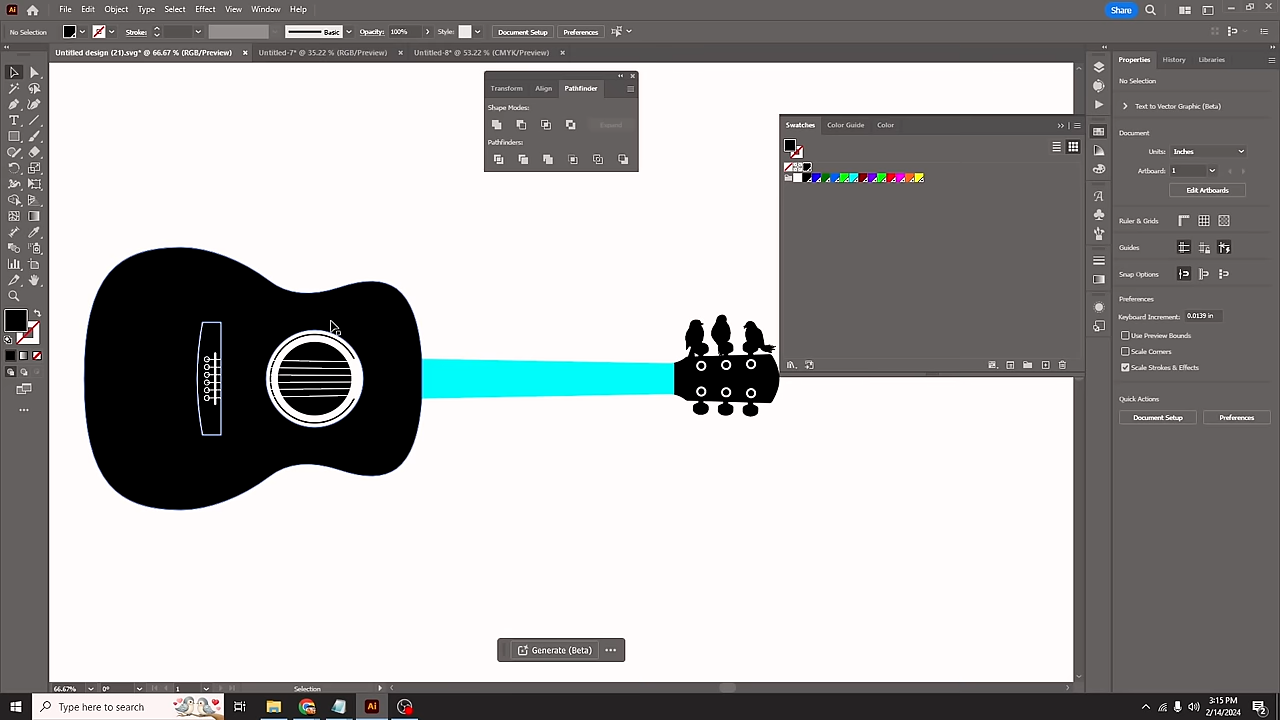 Ai File Edit Object Type Select Effect View Window Help Share
No Selection Stroke: Basic Opacity: 100% Style: Document Setup Preferences
Untitled design (21).svg* @ 66.67 % (RGB/Preview) × Untitled-7* @ 35.22 % (RGB/Preview) × Untitled-8* @ 53.22 % (CMYK/Preview) ×
Transform Align Pathfinder
Shape Modes:
Expand
Pathfinders:
Swatches Color Guide Color
Properties History Libraries
No Selection
Text to Vector Graphic (Beta)
Document
Units: Inches
Artboard: 1
Edit Artboards
Ruler & Grids
Guides
Snap Options
Preferences
Keyboard Increment: 0.0139 in
Use Preview Bounds
Scale Corners
Scale Strokes & Effects
Quick Actions
Document Setup Preferences
Generate (Beta)
66.67% 0° 1 Selection
Type here to search
Ai
3:15 PM
2/14/2024